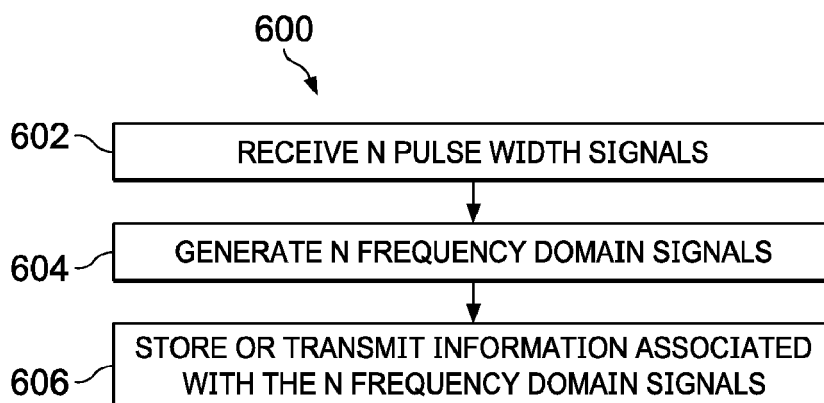 600
602
RECEIVE N PULSE WIDTH SIGNALS
604
GENERATE N FREQUENCY DOMAIN SIGNALS
606
STORE OR TRANSMIT INFORMATION ASSOCIATED
WITH THE N FREQUENCY DOMAIN SIGNALS